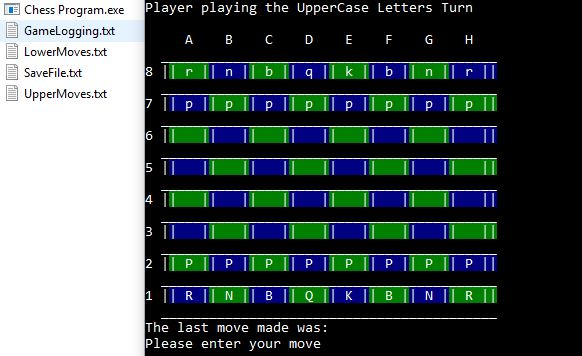 Chess Program.exe
GameLogging.txt
LowerMoves.txt
SaveFile.txt
UpperMoves.txt
Player playing the UpperCase Letters Turn
A B C D E F G H
8 || r || n || b || q || k || b || n || r ||
7 || p || p || p || p || p || p || p || p ||
6 || || || || || || || || ||
5 || || || || || || || || ||
4 || || || || || || || || ||
3 || || || || || || || || ||
2 || P || P || P || P || P || P || P || P ||
1 || R || N || B || Q || K || B || N || R ||
The last move made was:
Please enter your move